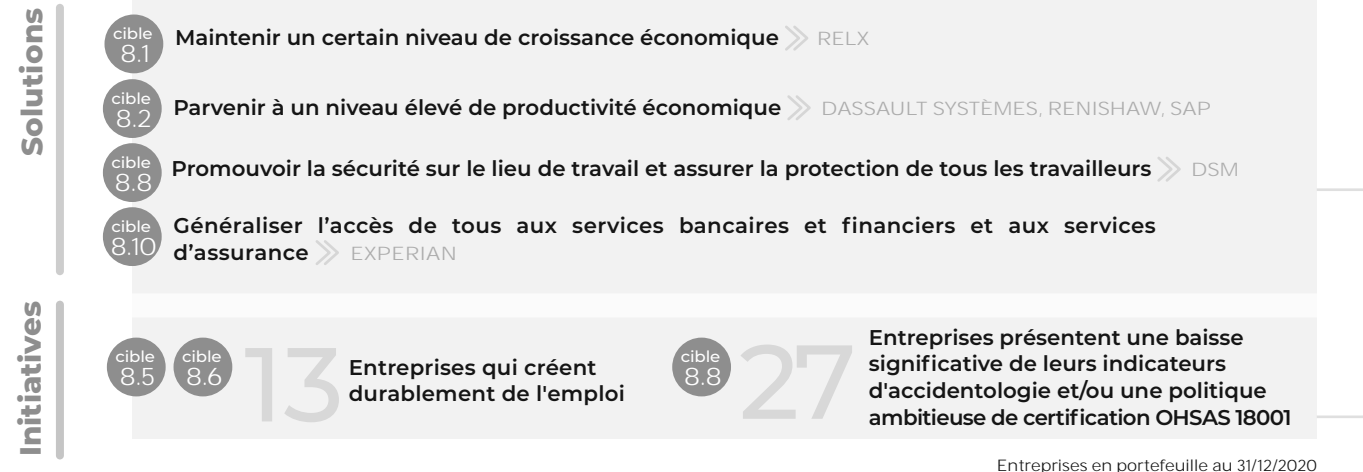 Solutions
cible
8.1
Maintenir un certain niveau de croissance économique RELX
cible
8.2
Parvenir à un niveau élevé de productivité économique DASSAULT SYSTÈMES, RENISHAW, SAP
cible
8.8
Promouvoir la sécurité sur le lieu de travail et assurer la protection de tous les travailleurs DSM
cible
8.10
Généraliser l'accès de tous aux services bancaires et financiers et aux services
d'assurance EXPERIAN
Initiatives
cible
8.5
cible
8.6
13
Entreprises qui créent
durablement de l'emploi
cible
8.8
27
Entreprises présentent une baisse
significative de leurs indicateurs
d'accidentologie et/ou une politique
ambitieuse de certification OHSAS 18001
Entreprises en portefeuille au 31/12/2020